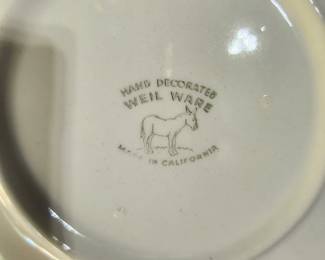 HAND DECORATED
WEIL WARE
MADE IN CALIFORNIA